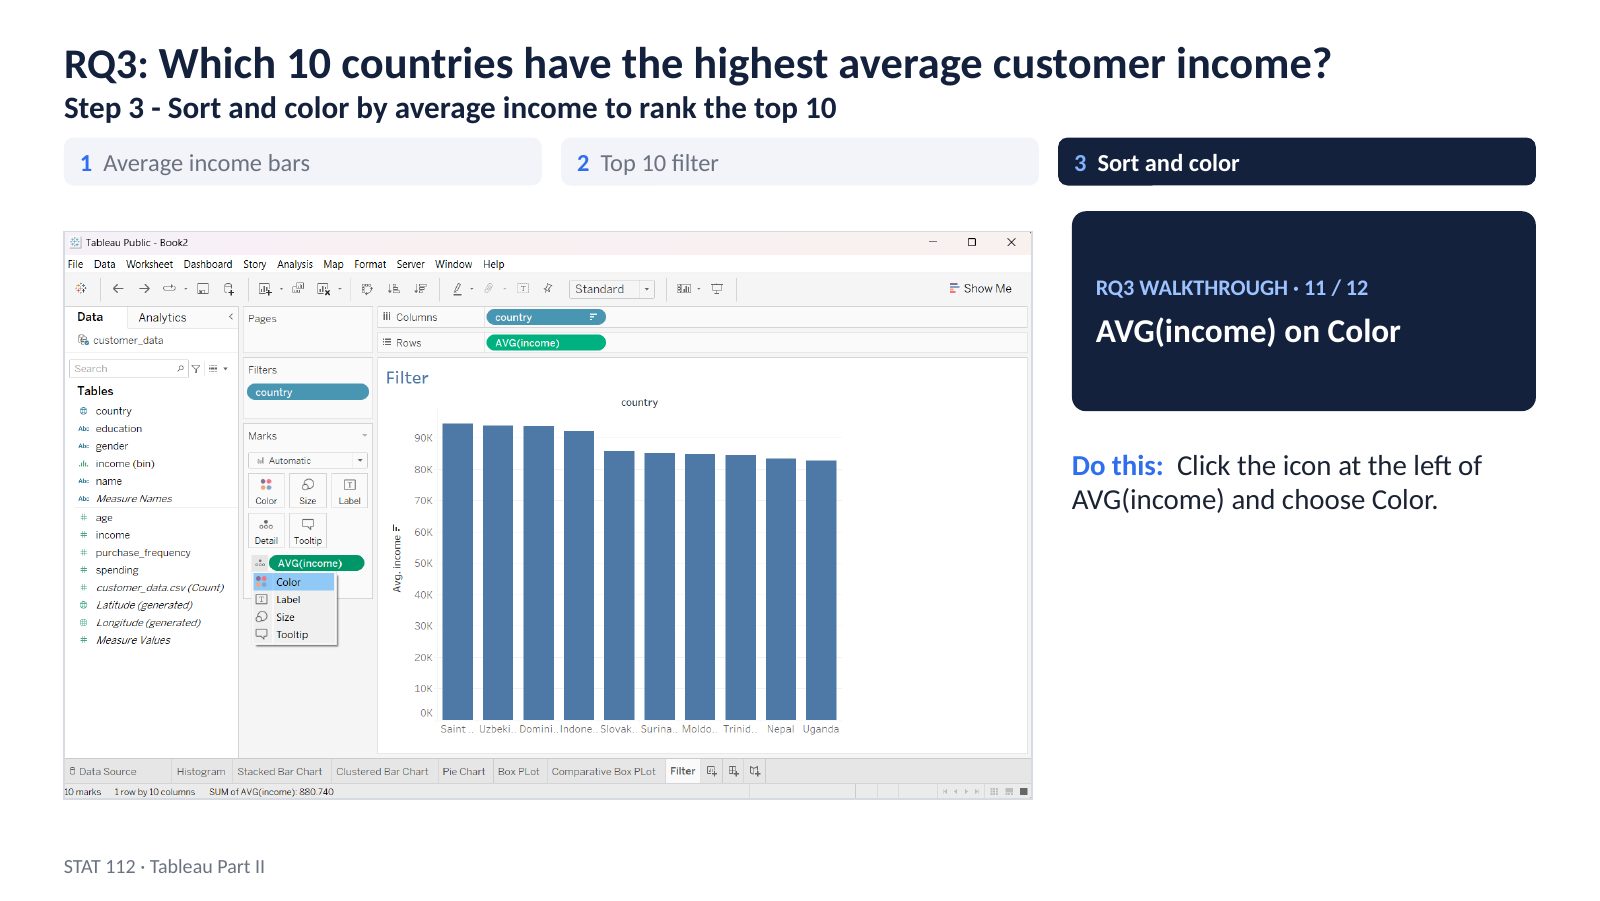 RQ3: Which 10 countries have the highest average customer income?
Step 3 - Sort and color by average income to rank the top 10
1 Average income bars
2 Top 10 filter
3 Sort and color
Tableau Public - Book2
File Data Worksheet Dashboard Story Analysis Map Format Server Window Help
Standard
Show Me
Data Analytics
customer_data
Search
Tables
country
Abc education
Abc gender
income (bin)
Abc name
Abc Measure Names
# age
# income
# purchase_frequency
# spending
# customer_data.csv (Count)
Latitude (generated)
Longitude (generated)
# Measure Values
Pages
Filters
country
Marks
Automatic
Color Size Label
Detail Tooltip
AVG(income)
Color
Label
Size
Tooltip
Columns country
Rows AVG(income)
Filter
country
Avg. income
90K
80K
70K
60K
50K
40K
30K
20K
10K
0K
Saint .. Uzbeki.. Domini.. Indone.. Slovak.. Surina.. Moldo.. Trinid.. Nepal Uganda
Data Source Histogram Stacked Bar Chart Clustered Bar Chart Pie Chart Box PLot Comparative Box PLot Filter
10 marks 1 row by 10 columns SUM of AVG(income): 880,740
RQ3 WALKTHROUGH · 11 / 12
AVG(income) on Color
Do this: Click the icon at the left of
AVG(income) and choose Color.
STAT 112 · Tableau Part II